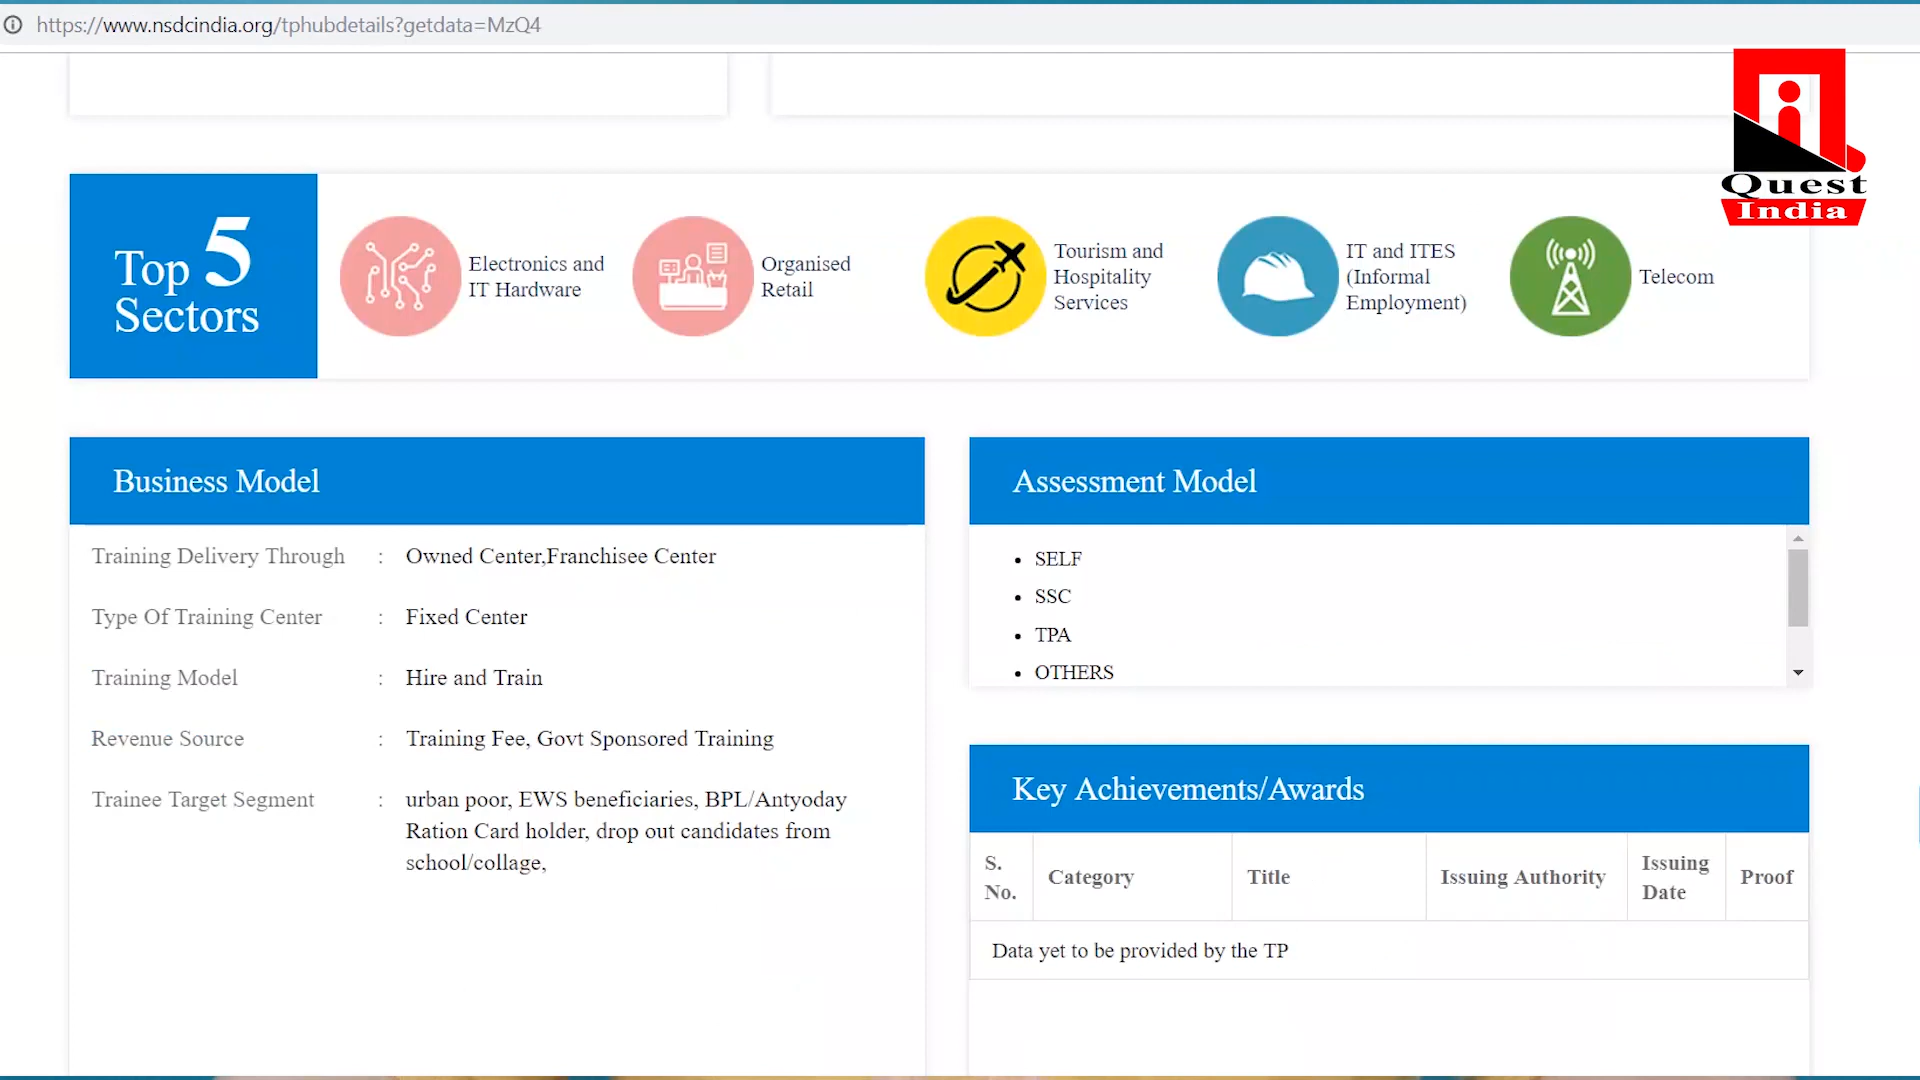 https://www.nsdcindia.org/tphubdetails?getdata=MzQ4
Quest
India
Top 5
Sectors
Electronics and
IT Hardware
Organised
Retail
Tourism and
Hospitality
Services
IT and ITES
(Informal
Employment)
Telecom
Business Model
Training Delivery Through : Owned Center,Franchisee Center
Type Of Training Center : Fixed Center
Training Model : Hire and Train
Revenue Source : Training Fee, Govt Sponsored Training
Trainee Target Segment : urban poor, EWS beneficiaries, BPL/Antyoday
Ration Card holder, drop out candidates from
school/collage,
Assessment Model
• SELF
• SSC
• TPA
• OTHERS
Key Achievements/Awards
S. No. Category Title Issuing Authority Issuing Date Proof
Data yet to be provided by the TP